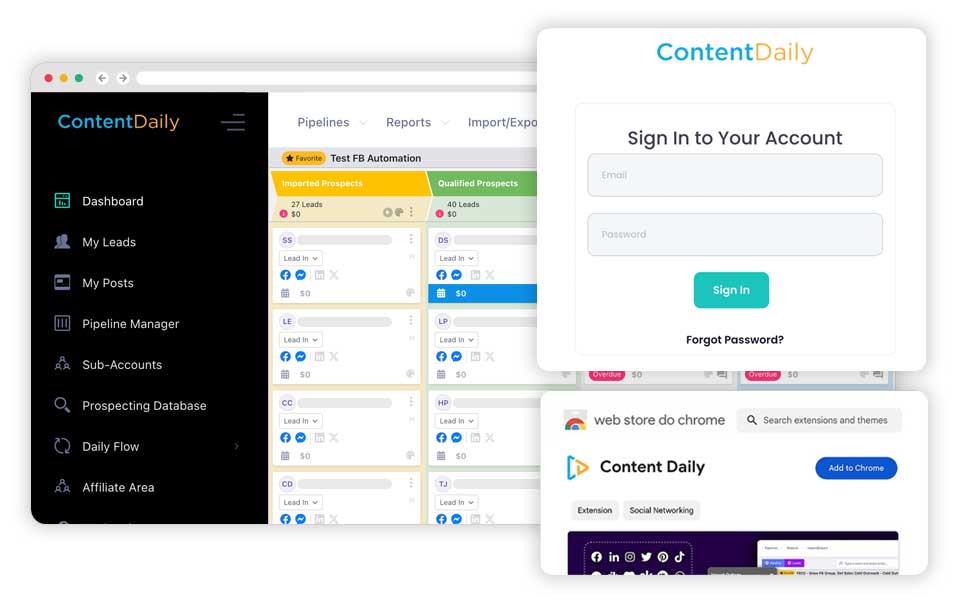 ContentDaily
Dashboard
My Leads
My Posts
Pipeline Manager
Sub-Accounts
Prospecting Database
Daily Flow
Affiliate Area
Pipelines
Reports
Import/Expo
Favorite
Test FB Automation
Imported Prospects
27 Leads
$0
SS
Lead In
$0
LE
Lead In
$0
CC
Lead In
$0
CD
Lead In
Qualified Prospects
40 Leads
$0
DS
Lead In
$0
LP
Lead In
$0
HP
Lead In
$0
TJ
Lead In
Overdue $0
Overdue $0
ContentDaily
Sign In to Your Account
Email
Password
Sign In
Forgot Password?
web store do chrome
Search extensions and themes
Content Daily
Add to Chrome
Extension
Social Networking